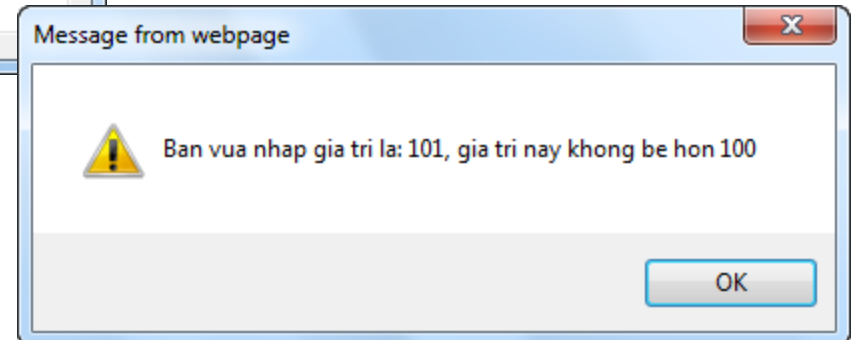 Message from webpage
Ban vua nhap gia tri la: 101, gia tri nay khong be hon 100
OK